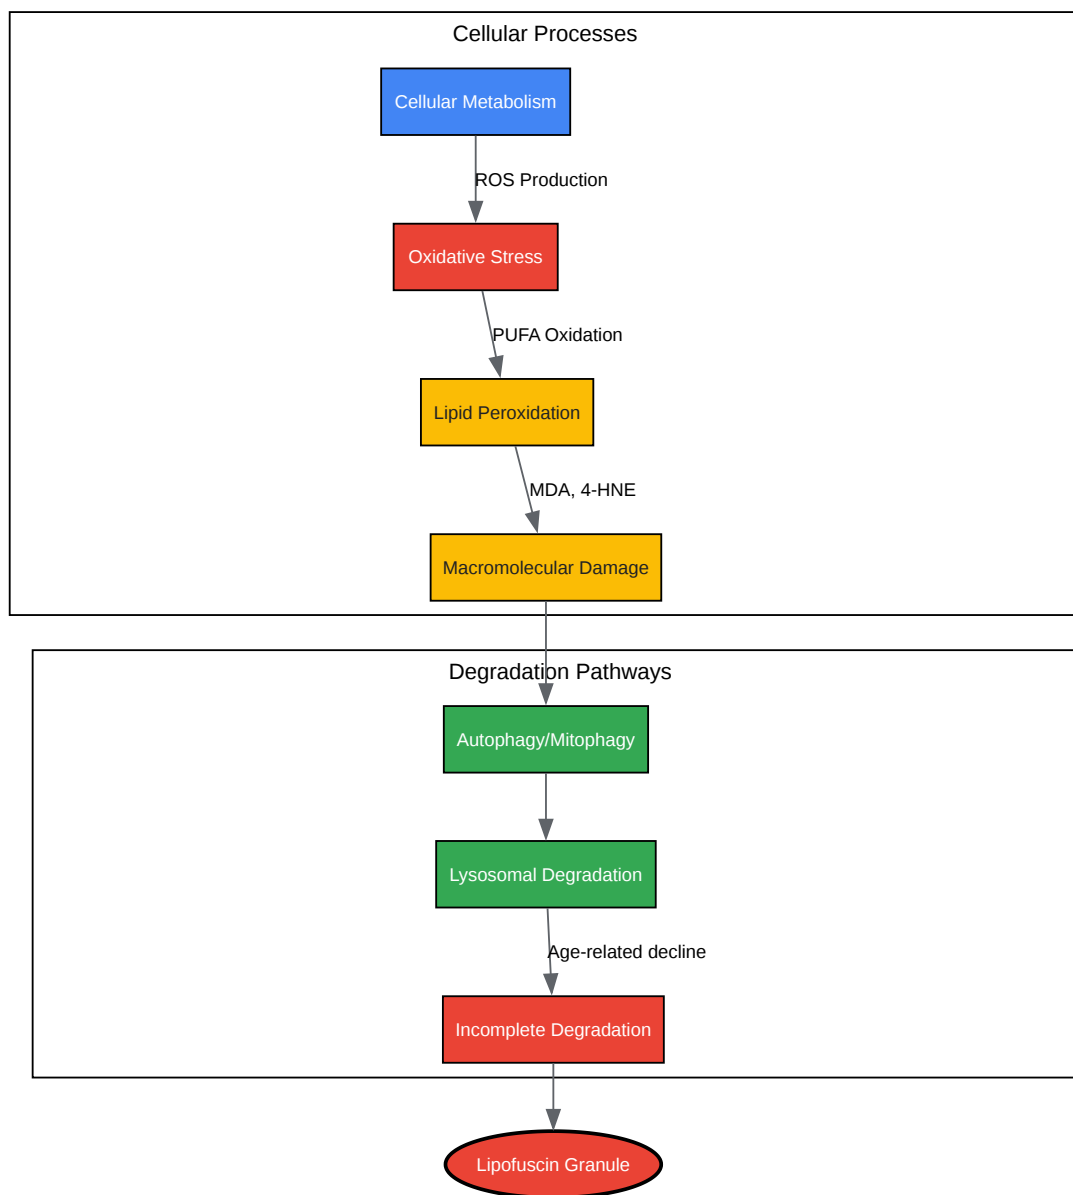 Cellular Processes
Cellular Metabolism
ROS Production
Oxidative Stress
PUFA Oxidation
Lipid Peroxidation
MDA, 4-HNE
Macromolecular Damage
Degradation Pathways
Autophagy/Mitophagy
Lysosomal Degradation
Age-related decline
Incomplete Degradation
Lipofuscin Granule